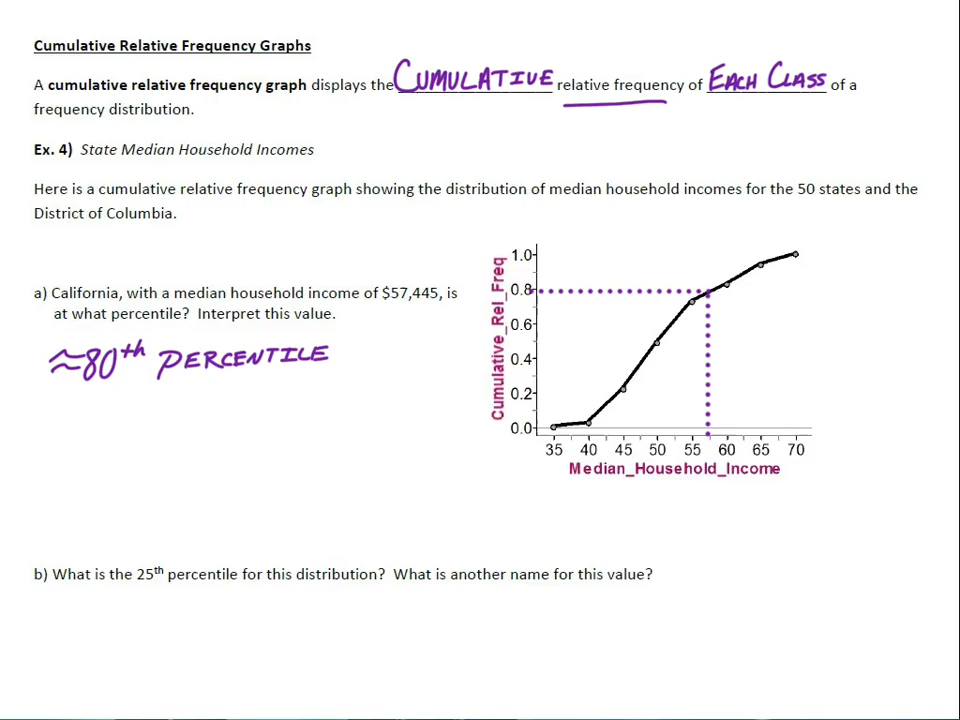 Cumulative Relative Frequency Graphs
A cumulative relative frequency graph displays the CUMULATIVE relative frequency of EACH CLASS of a
frequency distribution.
Ex. 4) State Median Household Incomes
Here is a cumulative relative frequency graph showing the distribution of median household incomes for the 50 states and the
District of Columbia.
a) California, with a median household income of $57,445, is
at what percentile? Interpret this value.
≈80th PERCENTILE
Cumulative_Rel_Freq
1.0
0.8
0.6
0.4
0.2
0.0
35 40 45 50 55 60 65 70
Median_Household_Income
b) What is the 25th percentile for this distribution? What is another name for this value?